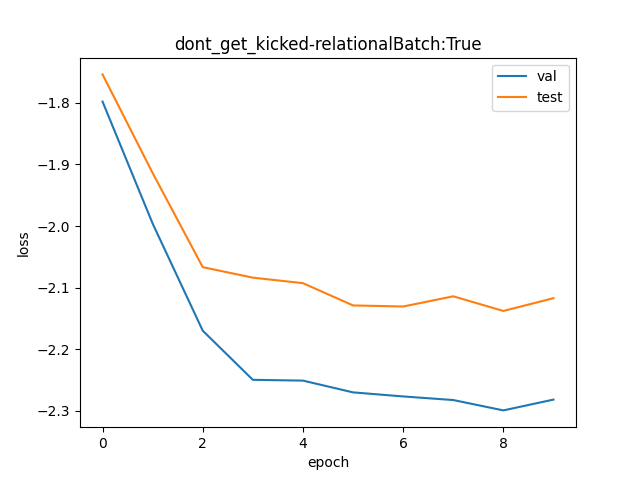 dont_get_kicked-relationalBatch:True
val
test
−1.8
−1.9
−2.0
−2.1
−2.2
−2.3
loss
0
2
4
6
8
epoch